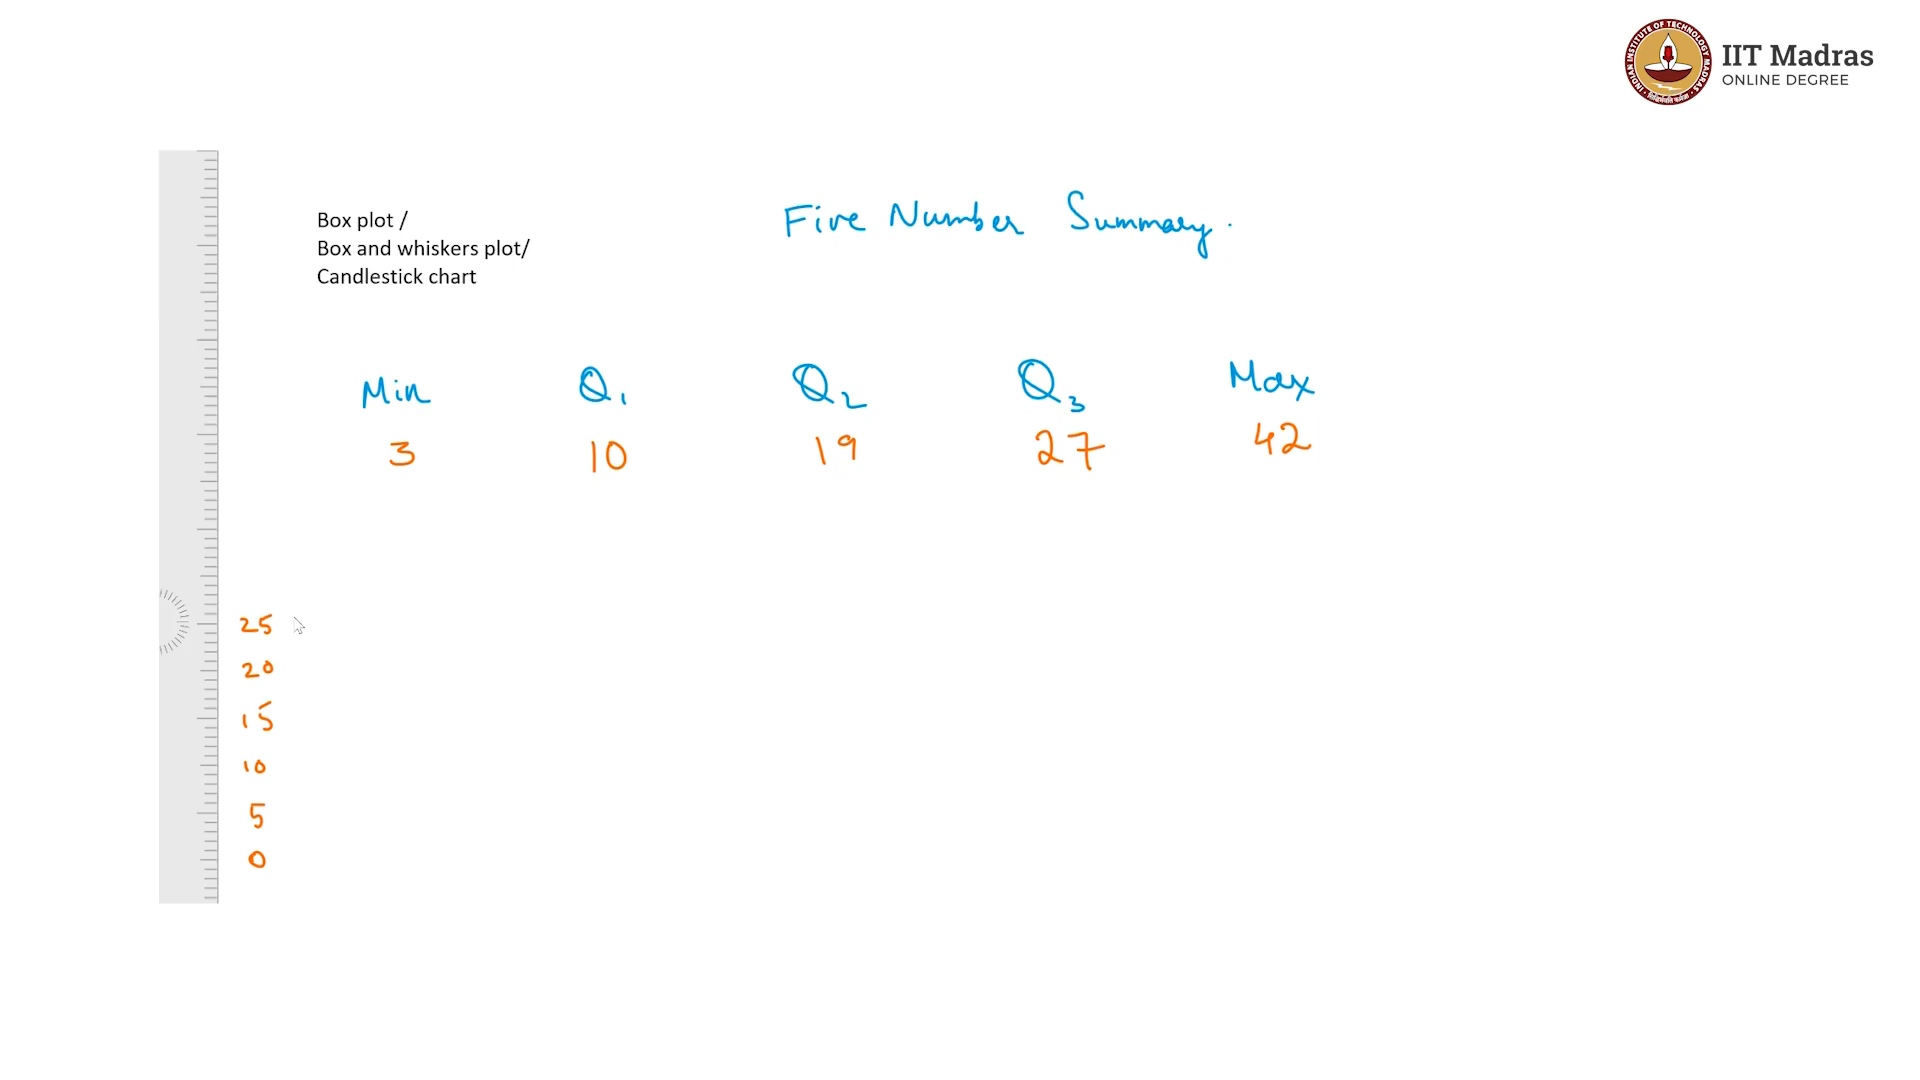 IIT Madras
ONLINE DEGREE
Box plot /
Box and whiskers plot/
Candlestick chart
Five Number Summary.
Min Q1 Q2 Q3 Max
3 10 19 27 42
25
20
15
10
5
0